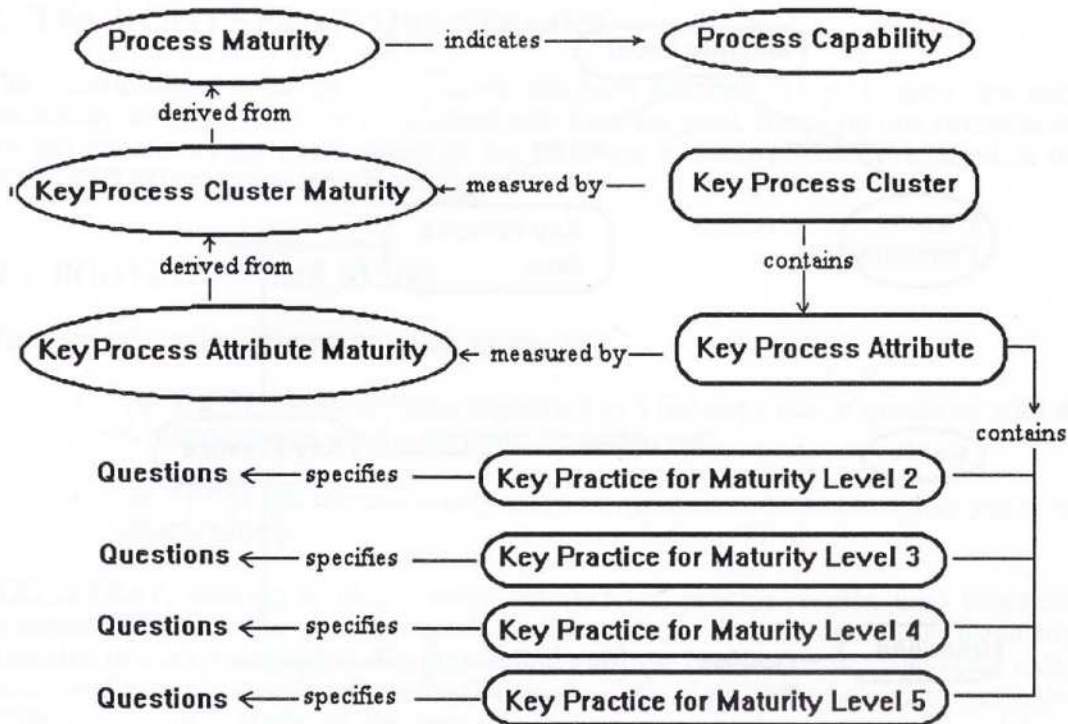 Process Maturity indicates Process Capability
derived from
Key Process Cluster Maturity measured by Key Process Cluster
derived from contains
Key Process Attribute Maturity measured by Key Process Attribute
contains
Questions specifies Key Practice for Maturity Level 2
Questions specifies Key Practice for Maturity Level 3
Questions specifies Key Practice for Maturity Level 4
Questions specifies Key Practice for Maturity Level 5